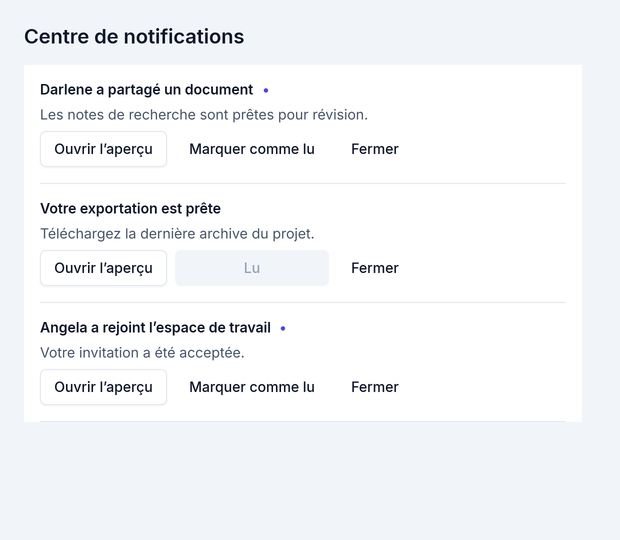 Centre de notifications
Darlene a partagé un document
Les notes de recherche sont prêtes pour révision.
Ouvrir l’aperçu Marquer comme lu Fermer
Votre exportation est prête
Téléchargez la dernière archive du projet.
Ouvrir l’aperçu Lu Fermer
Angela a rejoint l’espace de travail
Votre invitation a été acceptée.
Ouvrir l’aperçu Marquer comme lu Fermer